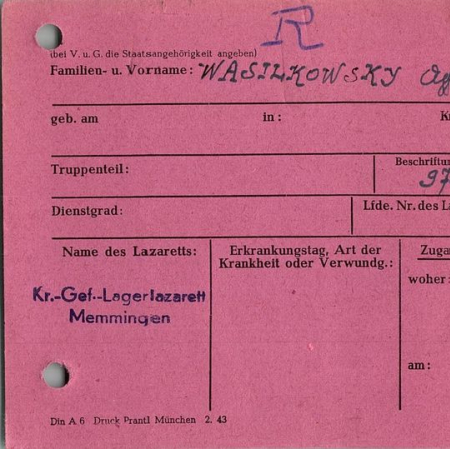 R
(bei V. u. G. die Staatsangehörigkeit angeben)
Familien- u. Vorname: WASILKOWSKY
geb. am in: K
Truppenteil: Beschriftun
97
Dienstgrad: Lfde. Nr. des La
Name des Lazaretts: Erkrankungstag, Art der Krankheit oder Verwundg.: Zuga
woher:
Kr.-Gef.-Lagerlazarett
Memmingen
am:
Din A 6 Druck Prantl München 2. 43